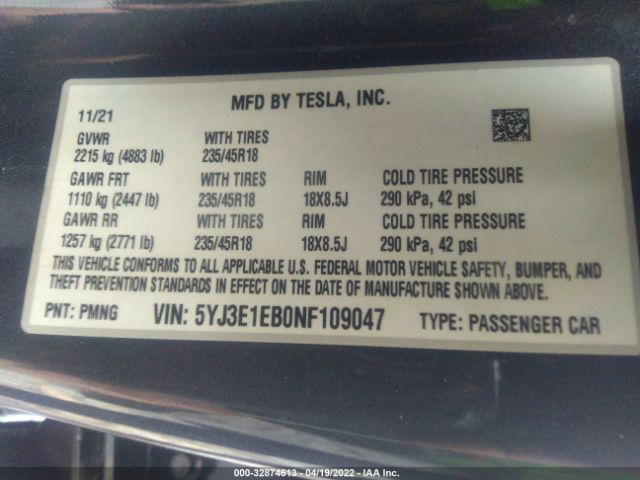 MFD BY TESLA, INC.
11/21
GVWR WITH TIRES
2215 kg (4883 lb) 235/45R18
GAWR FRT WITH TIRES RIM COLD TIRE PRESSURE
1110 kg (2447 lb) 235/45R18 18X8.5J 290 kPa, 42 psi
GAWR RR WITH TIRES RIM COLD TIRE PRESSURE
1257 kg (2771 lb) 235/45R18 18X8.5J 290 kPa, 42 psi
THIS VEHICLE CONFORMS TO ALL APPLICABLE U.S. FEDERAL MOTOR VEHICLE SAFETY, BUMPER, AND
THEFT PREVENTION STANDARDS IN EFFECT ON THE DATE OF MANUFACTURE SHOWN ABOVE.
PNT: PMNG VIN: 5YJ3E1EB0NF109047 TYPE: PASSENGER CAR
000-32874613 - 04/19/2022 - IAA Inc.